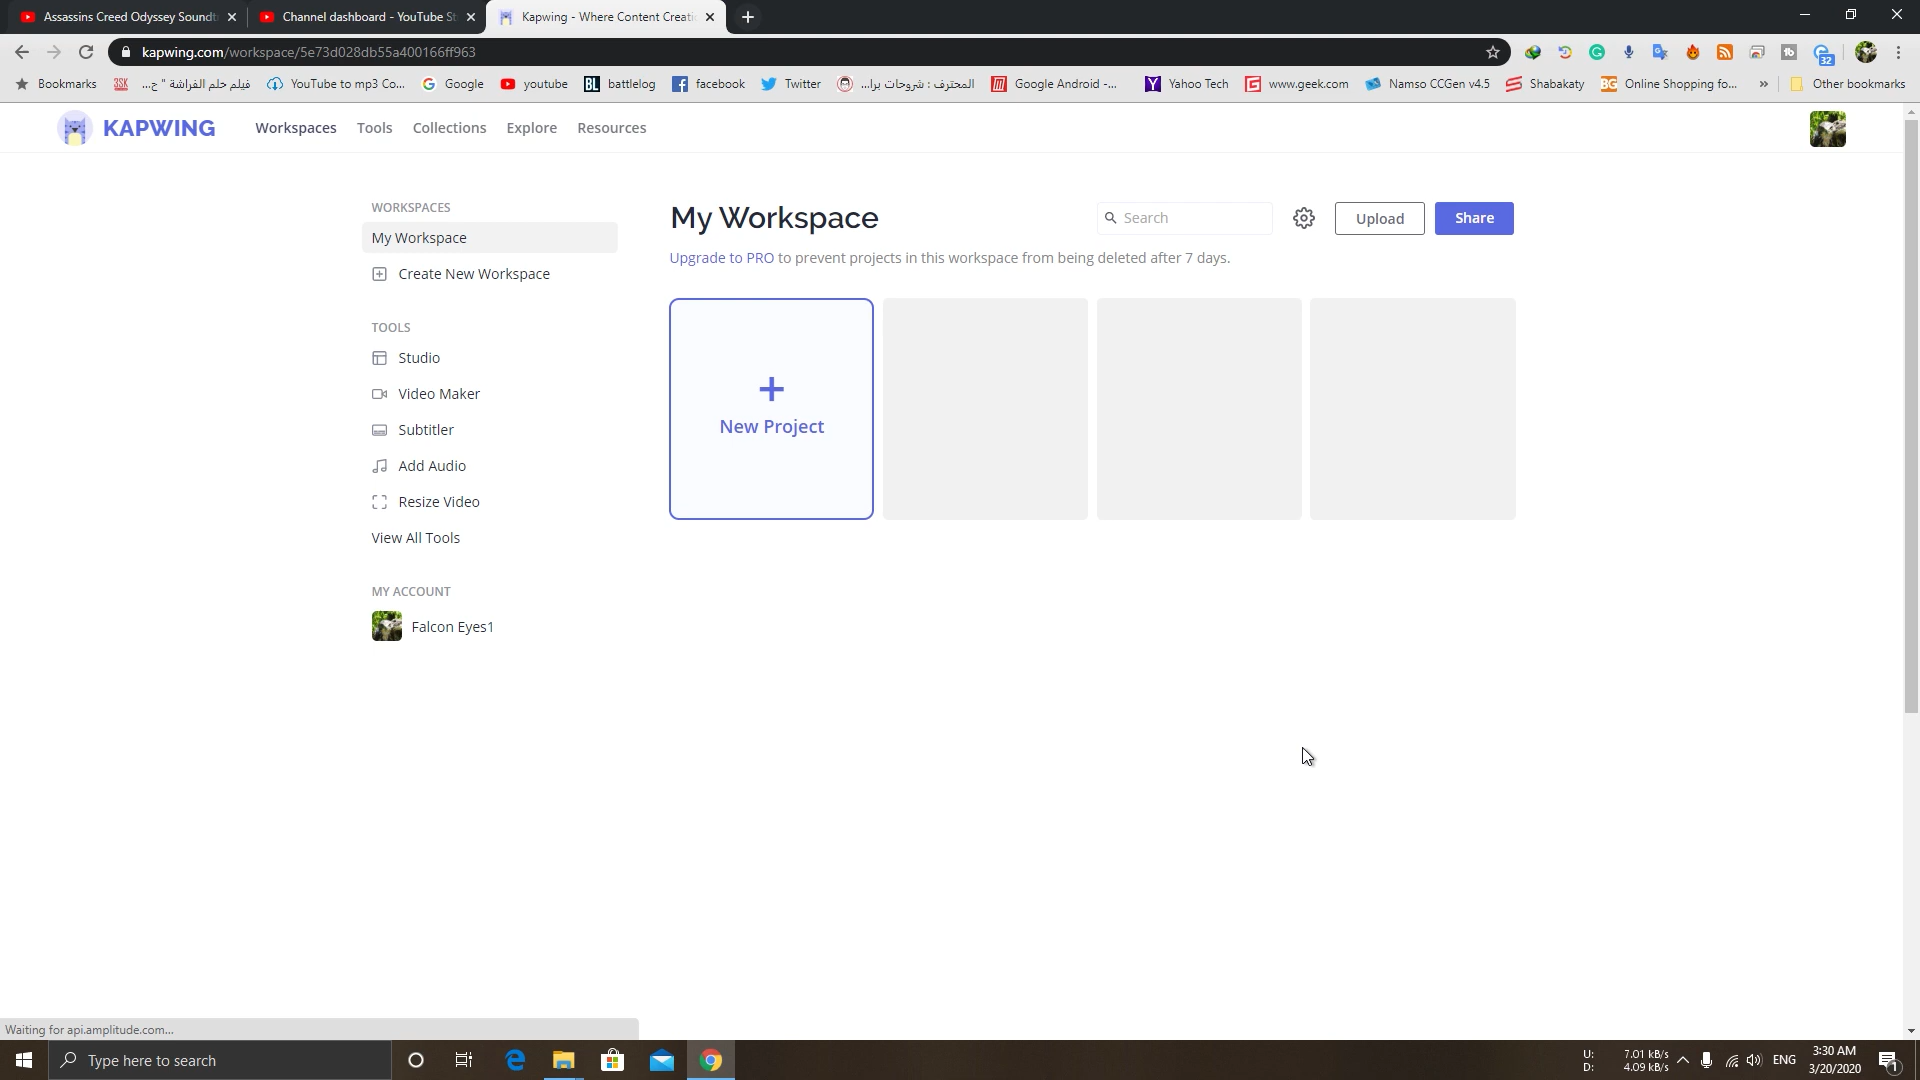 Assassins Creed Odyssey Soundt
Channel dashboard - YouTube St
Kapwing - Where Content Creati
kapwing.com/workspace/5e73d028db55a400166ff963
32
Bookmarks
3SK
فيلم حلم الفراشة " ج...
YouTube to mp3 Co...
Google
youtube
BL battlelog
facebook
Twitter
المحترف : شروحات برا...
Google Android -...
Yahoo Tech
www.geek.com
Namso CCGen v4.5
Shabakaty
BG Online Shopping fo...
»
Other bookmarks
KAPWING
Workspaces
Tools
Collections
Explore
Resources
WORKSPACES
My Workspace
Create New Workspace
TOOLS
Studio
Video Maker
Subtitler
Add Audio
Resize Video
View All Tools
MY ACCOUNT
Falcon Eyes1
My Workspace
Search
Upload
Share
Upgrade to PRO to prevent projects in this workspace from being deleted after 7 days.
New Project
Waiting for api.amplitude.com...
Type here to search
U: 7.01 kB/s
D: 4.09 kB/s
ENG
3:30 AM
3/20/2020
1